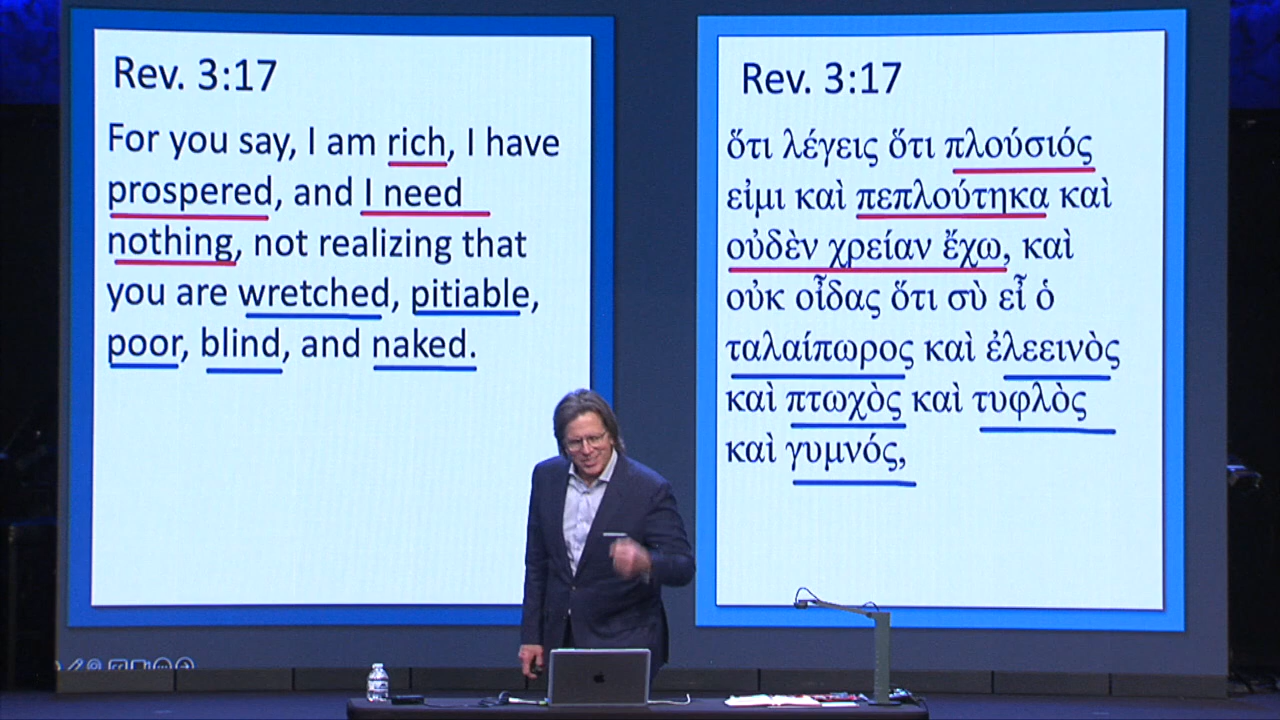 Rev. 3:17
For you say, I am rich, I have
prospered, and I need
nothing, not realizing that
you are wretched, pitiable,
poor, blind, and naked.
Rev. 3:17
ὅτι λέγεις ὅτι πλούσιός
εἰμι καὶ πεπλούτηκα καὶ
οὐδὲν χρείαν ἔχω, καὶ
οὐκ οἶδας ὅτι σὺ εἶ ὁ
ταλαίπωρος καὶ ἐλεεινὸς
καὶ πτωχὸς καὶ τυφλὸς
καὶ γυμνός,